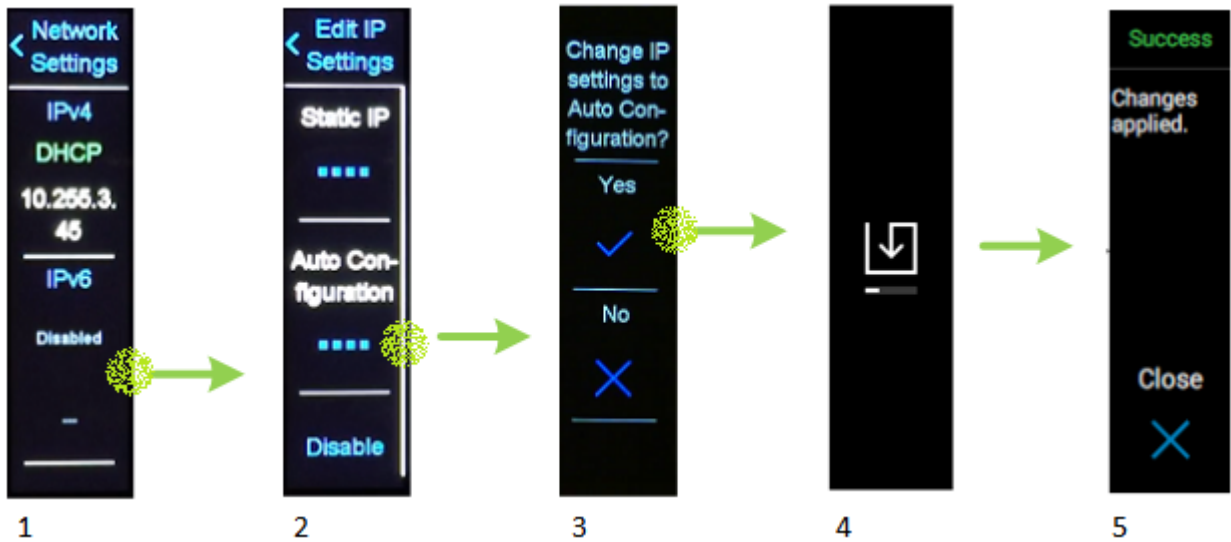 Network
Settings
IPv4
DHCP
10.255.3.
45
IPv6
Disabled
–
1
Edit IP
Settings
Static IP
Auto Con-
figuration
Disable
2
Change IP
settings to
Auto Con-
figuration?
Yes
No
3
4
Success
Changes
applied.
Close
5